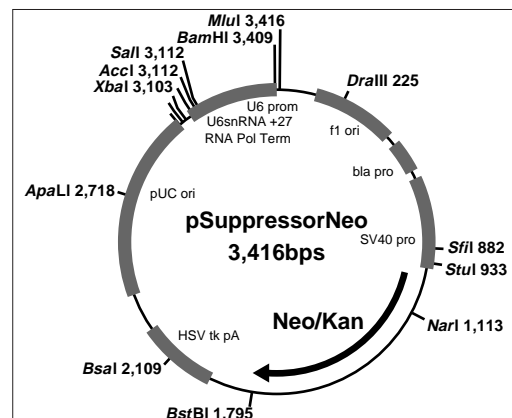 MluI 3,416
BamHI 3,409
SalI 3,112
AccI 3,112
XbaI 3,103
DraIII 225
U6 prom
U6snRNA +27
RNA Pol Term
f1 ori
bla pro
ApaLI 2,718
pUC ori
pSuppressorNeo
3,416bps
SV40 pro
SfiI 882
StuI 933
Neo/Kan
NarI 1,113
HSV tk pA
BsaI 2,109
BstBI 1,795